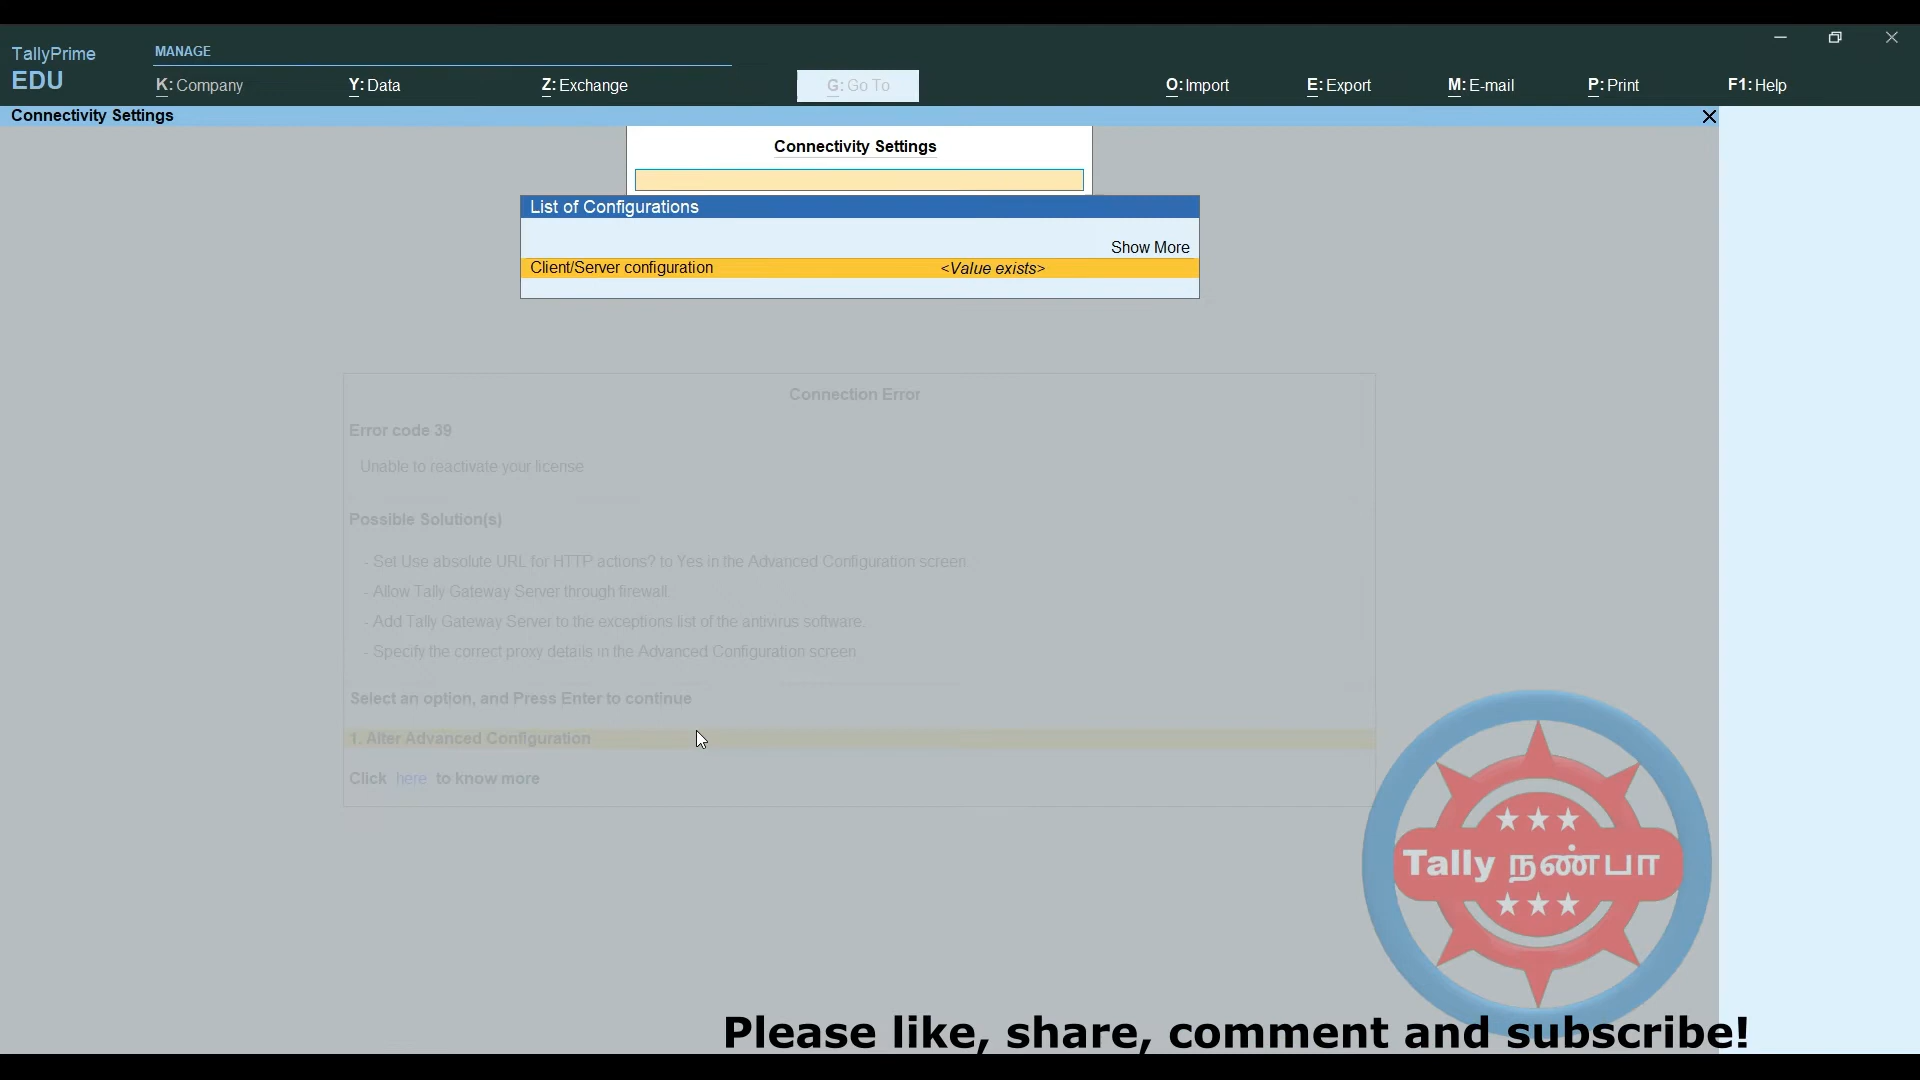 TallyPrime
EDU
MANAGE
K: Company
Y: Data
Z: Exchange
G: Go To
O: Import
E: Export
M: E-mail
P: Print
F1: Help
Connectivity Settings
Connectivity Settings
List of Configurations
Show More
Client/Server configuration <Value exists>
Connection Error
Error code 39
Unable to reactivate your license
Possible Solution(s)
- Set Use absolute URL for HTTP actions? to Yes in the Advanced Configuration screen.
- Allow Tally Gateway Server through firewall.
- Add Tally Gateway Server to the exceptions list of the antivirus software.
- Specify the correct proxy details in the Advanced Configuration screen
Select an option, and Press Enter to continue
1. Alter Advanced Configuration
Click here to know more
Tally நண்பா
Please like, share, comment and subscribe!